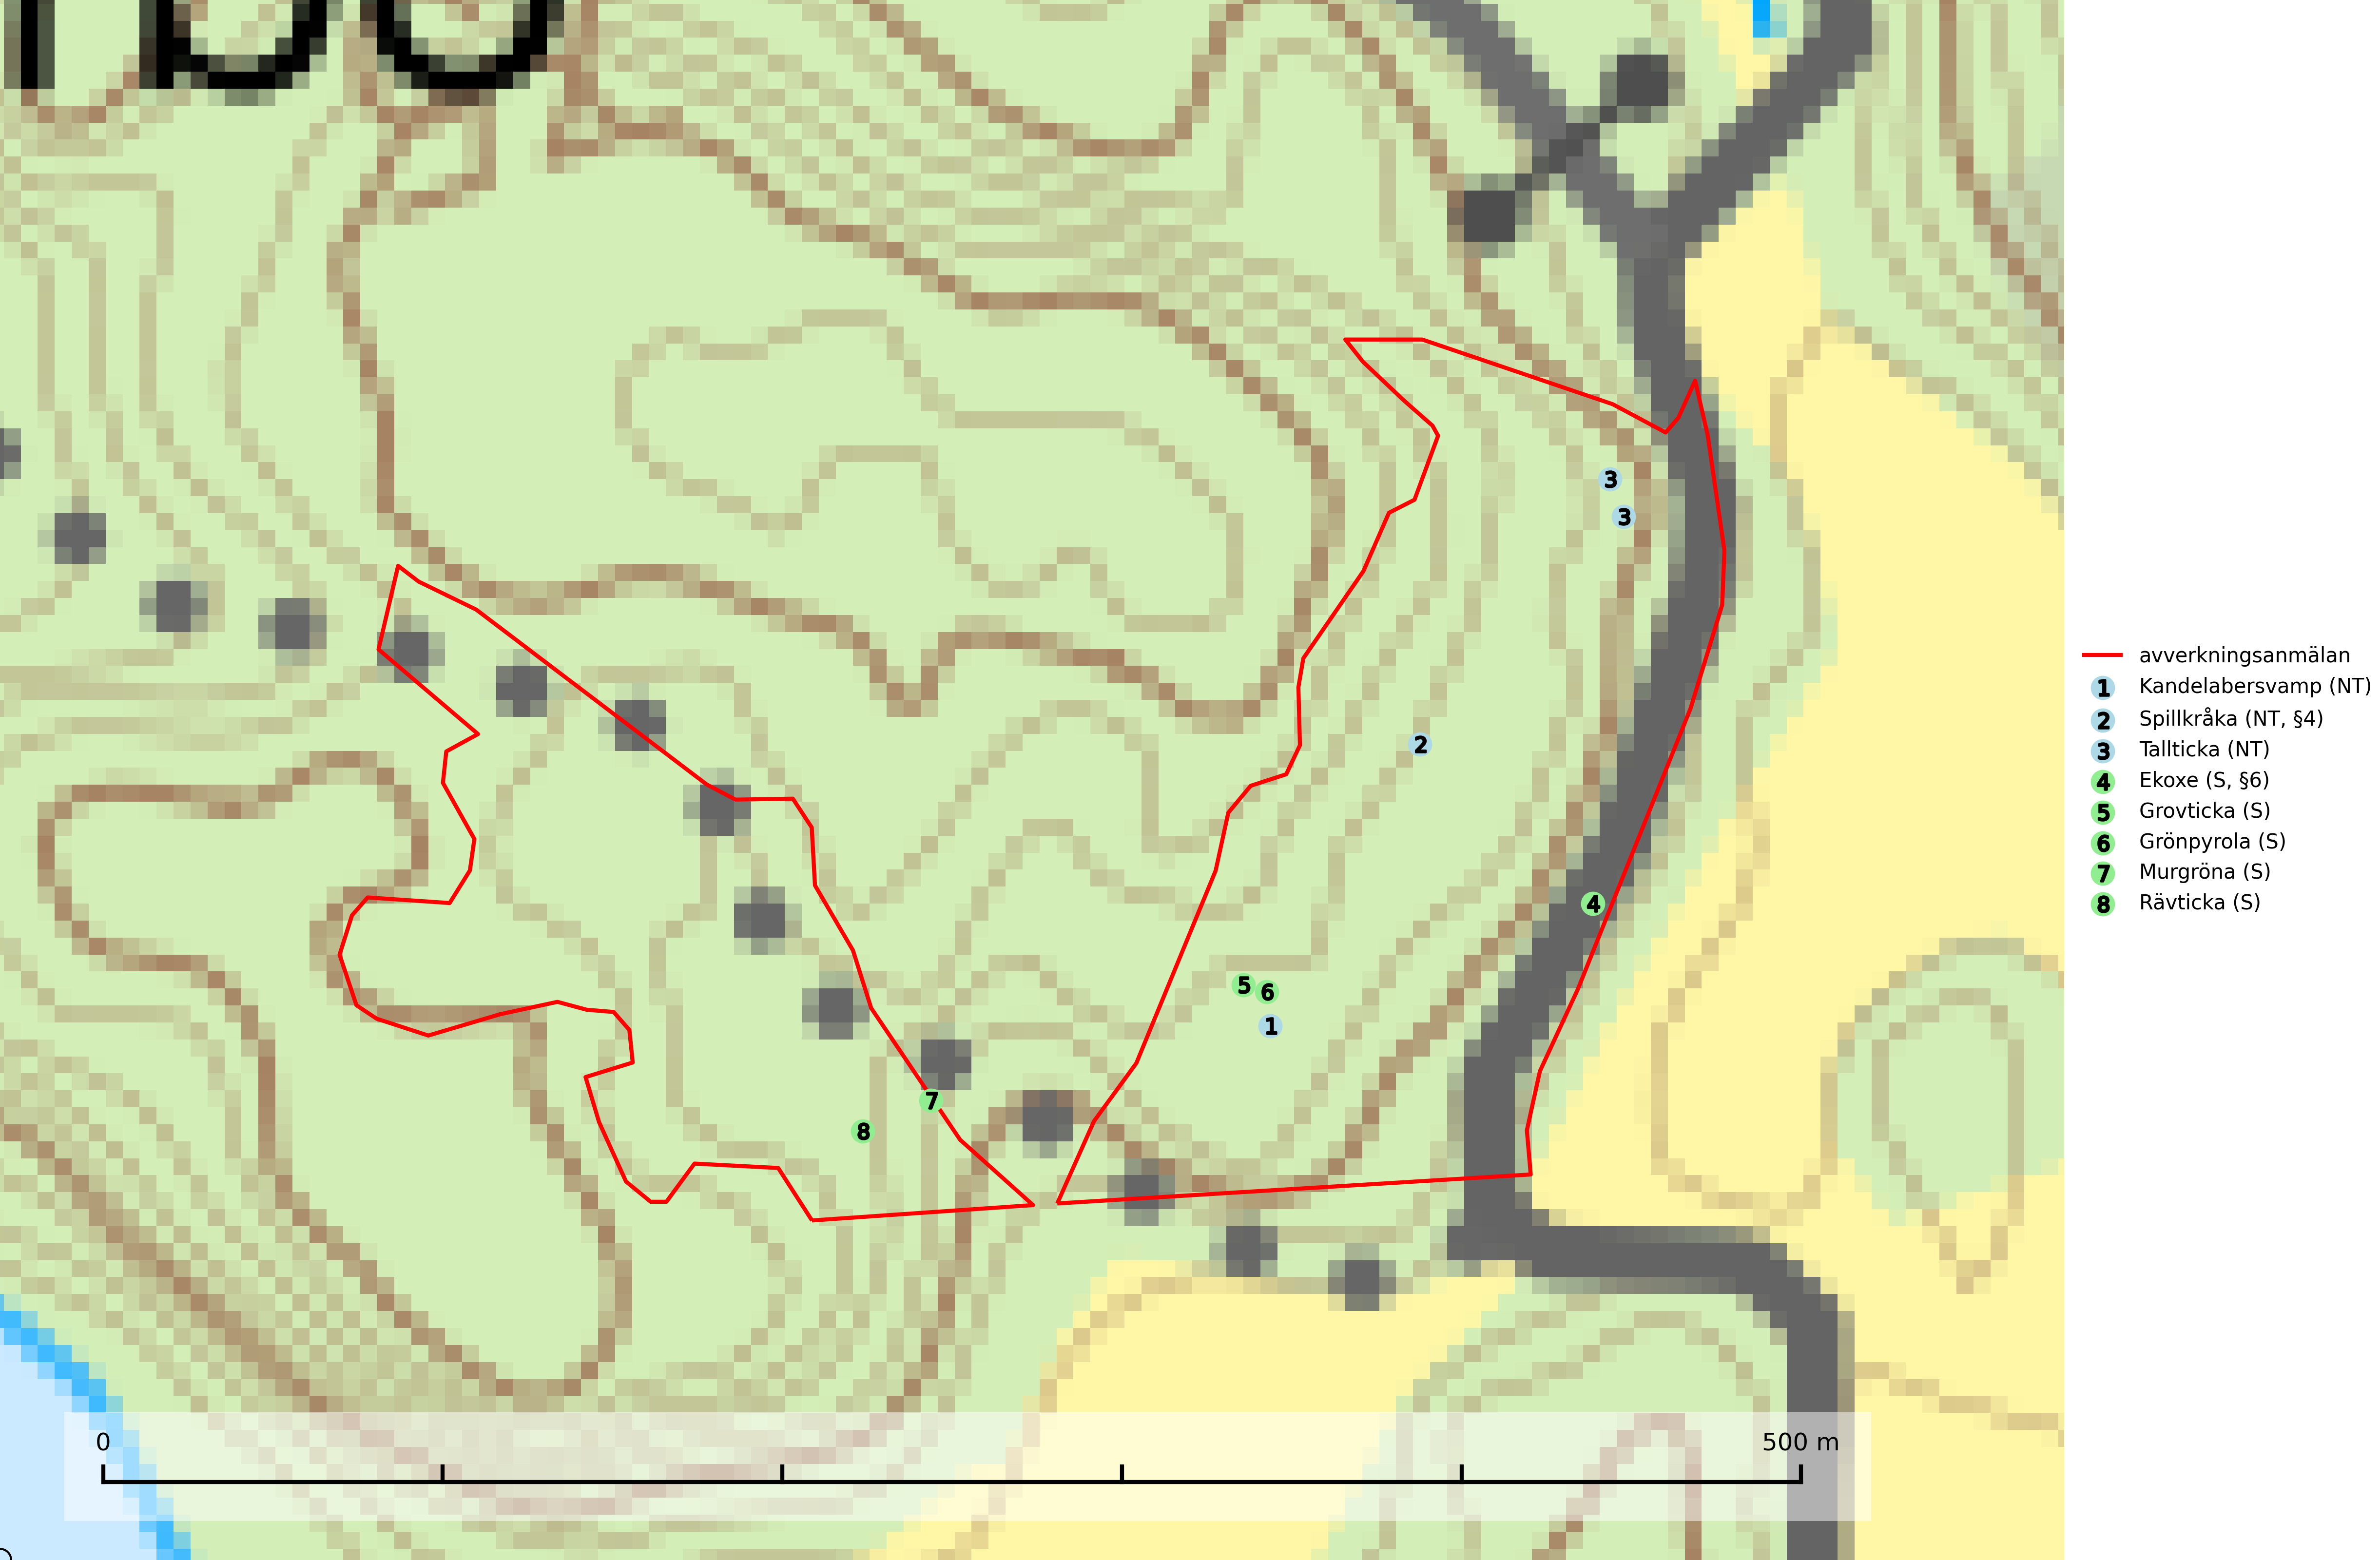 3
3
2
4
5
6
1
7
8
0
500 m
avverkningsanmälan
1 Kandelabersvamp (NT)
2 Spillkråka (NT, §4)
3 Tallticka (NT)
4 Ekoxe (S, §6)
5 Grovticka (S)
6 Grönpyrola (S)
7 Murgröna (S)
8 Rävticka (S)